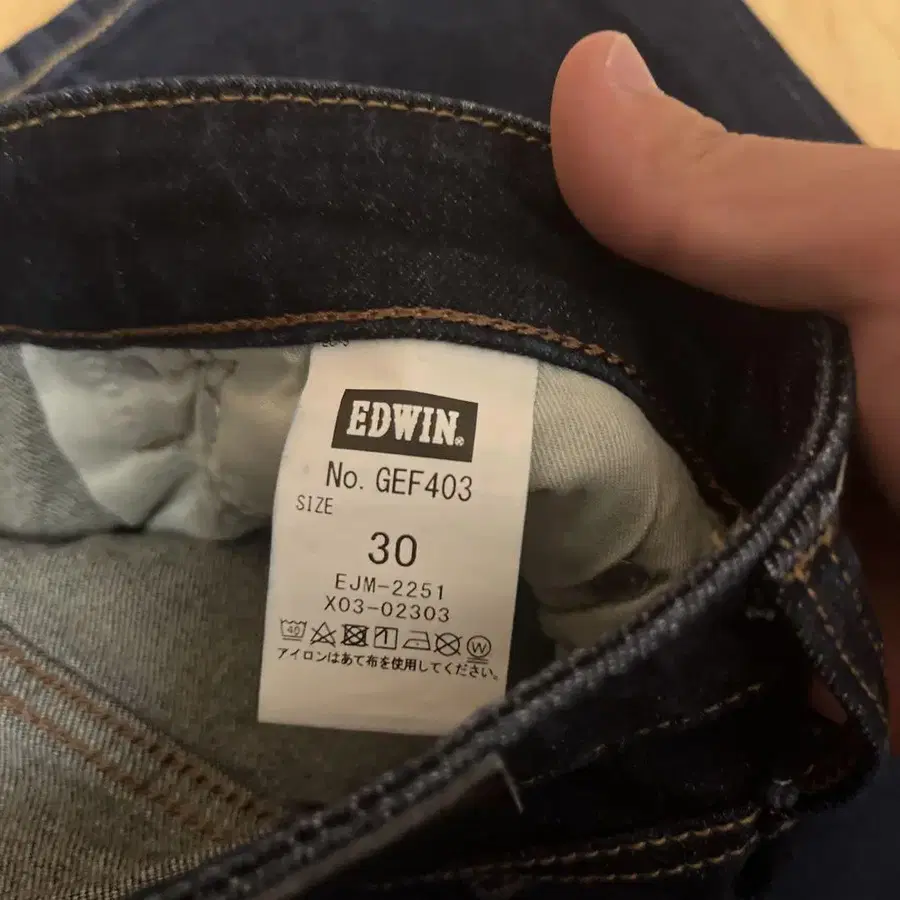 EDWIN®
No. GEF403
SIZE
30
EJM-2251
X03-02303
40
W
アイロンはあて布を使用してください。